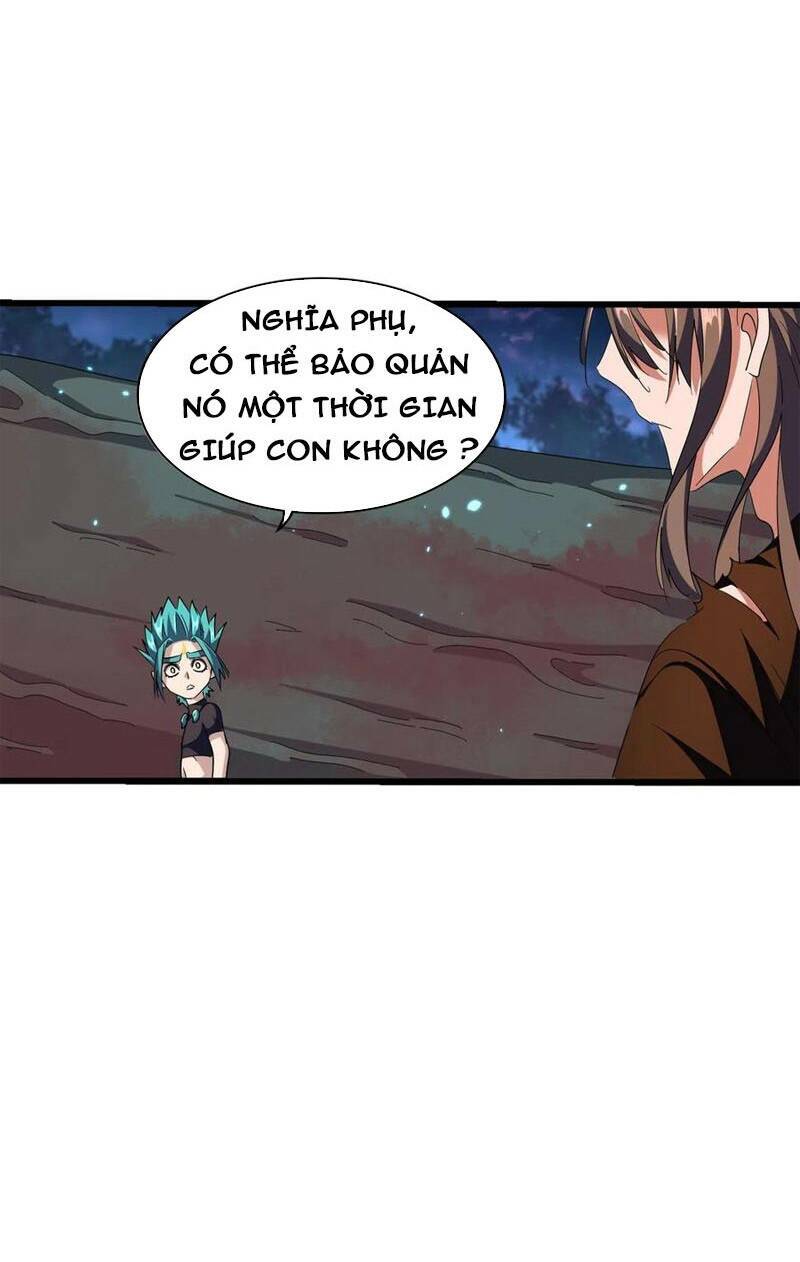 NGHĨA PHỤ,
CÓ THỂ BẢO QUẢN
NÓ MỘT THỜI GIAN
GIÚP CON KHÔNG ?